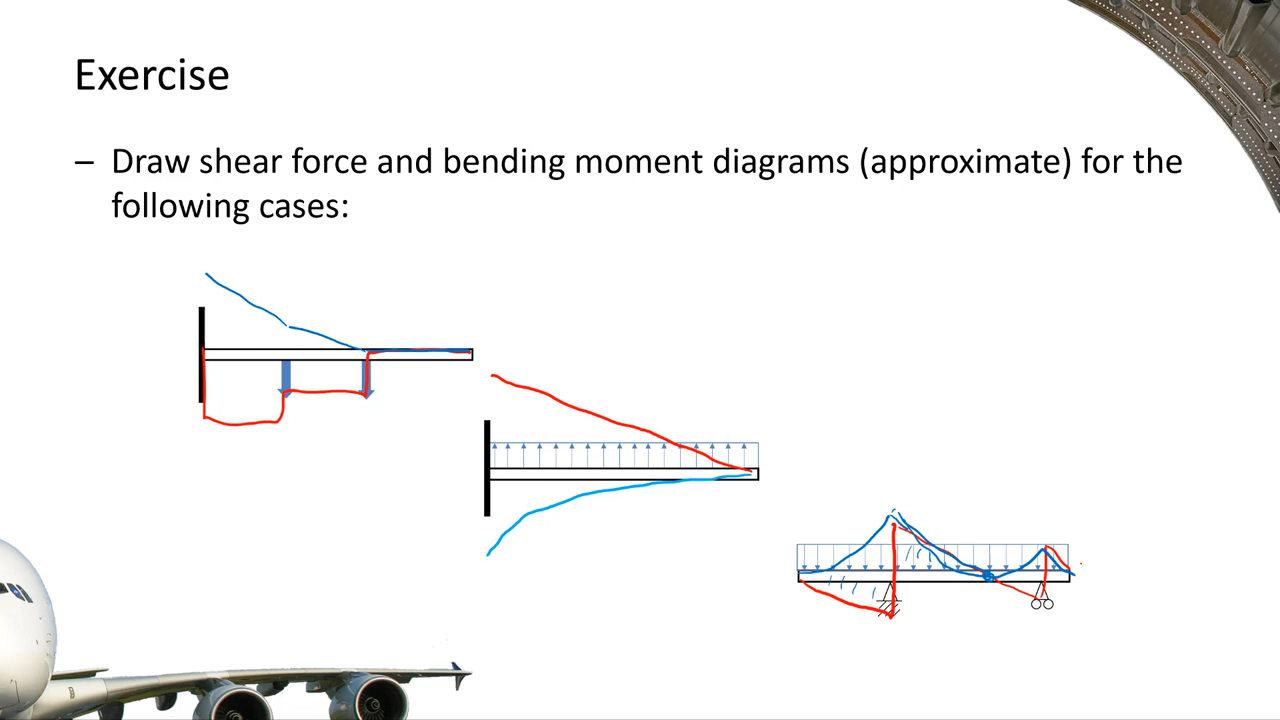 Exercise
– Draw shear force and bending moment diagrams (approximate) for the
following cases: